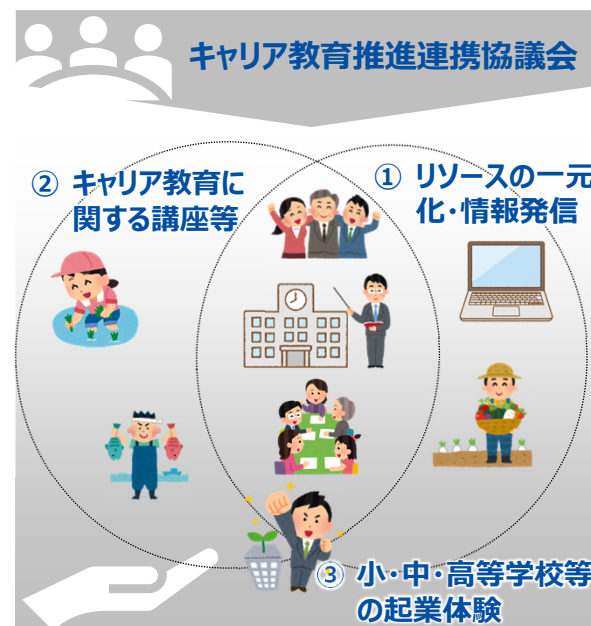 キャリア教育推進連携協議会
② キャリア教育に
関する講座等
① リソースの一元
化・情報発信
③ 小・中・高等学校等
の起業体験